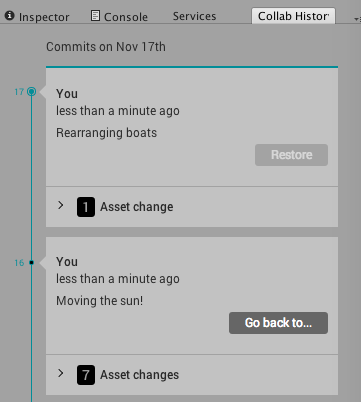 Inspector Console Services Collab Histor
Commits on Nov 17th
17
You
less than a minute ago
Rearranging boats
Restore
1 Asset change
16
You
less than a minute ago
Moving the sun!
Go back to...
7 Asset changes